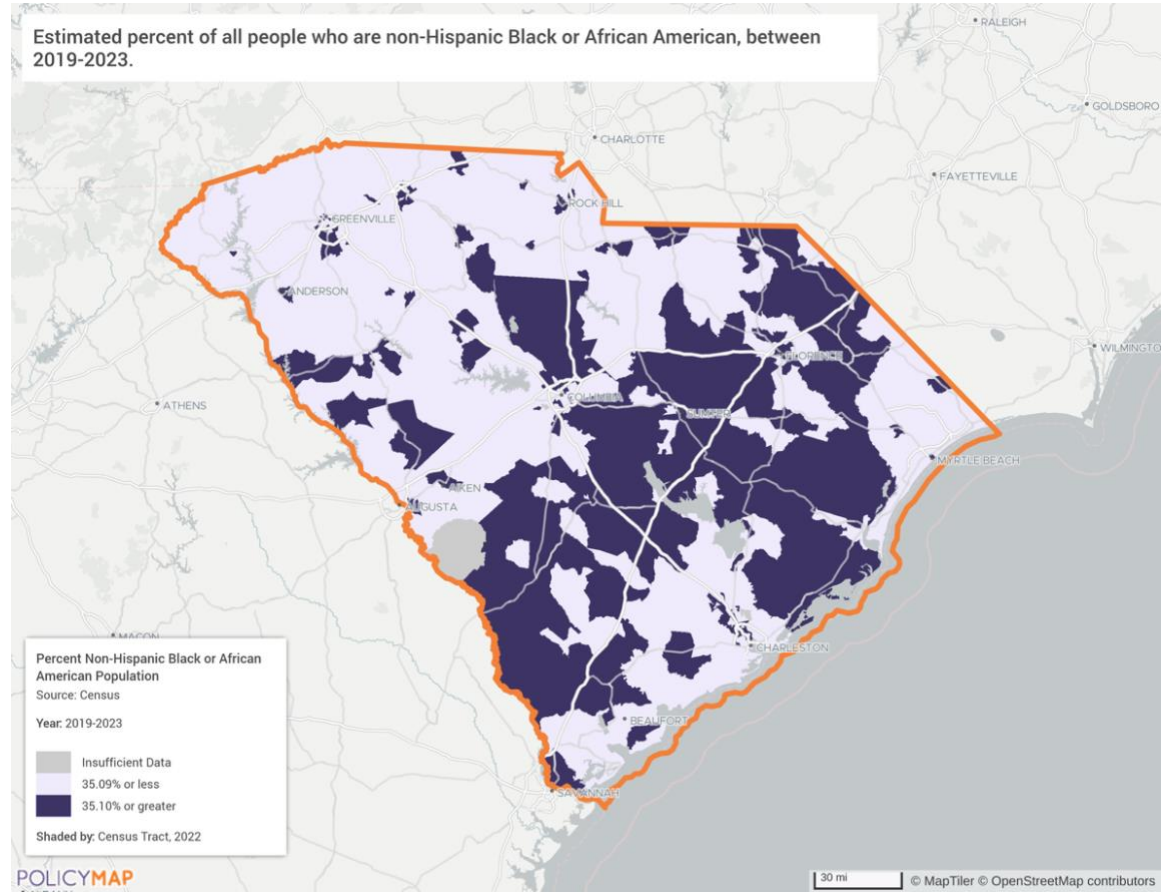 Estimated percent of all people who are non-Hispanic Black or African American, between
2019-2023.
RALEIGH
GOLDSBORO
CHARLOTTE
FAYETTEVILLE
ROCK HILL
GREENVILLE
ANDERSON
WILMINGTO
FLORENCE
ATHENS
COLUMBIA
SUMTER
MYRTLE BEACH
AIKEN
AUGUSTA
MACON
CHARLESTON
BEAUFORT
SAVANNAH
Percent Non-Hispanic Black or African
American Population
Source: Census
Year: 2019-2023
Insufficient Data
35.09% or less
35.10% or greater
Shaded by: Census Tract, 2022
POLICYMAP
30 mi
© MapTiler © OpenStreetMap contributors